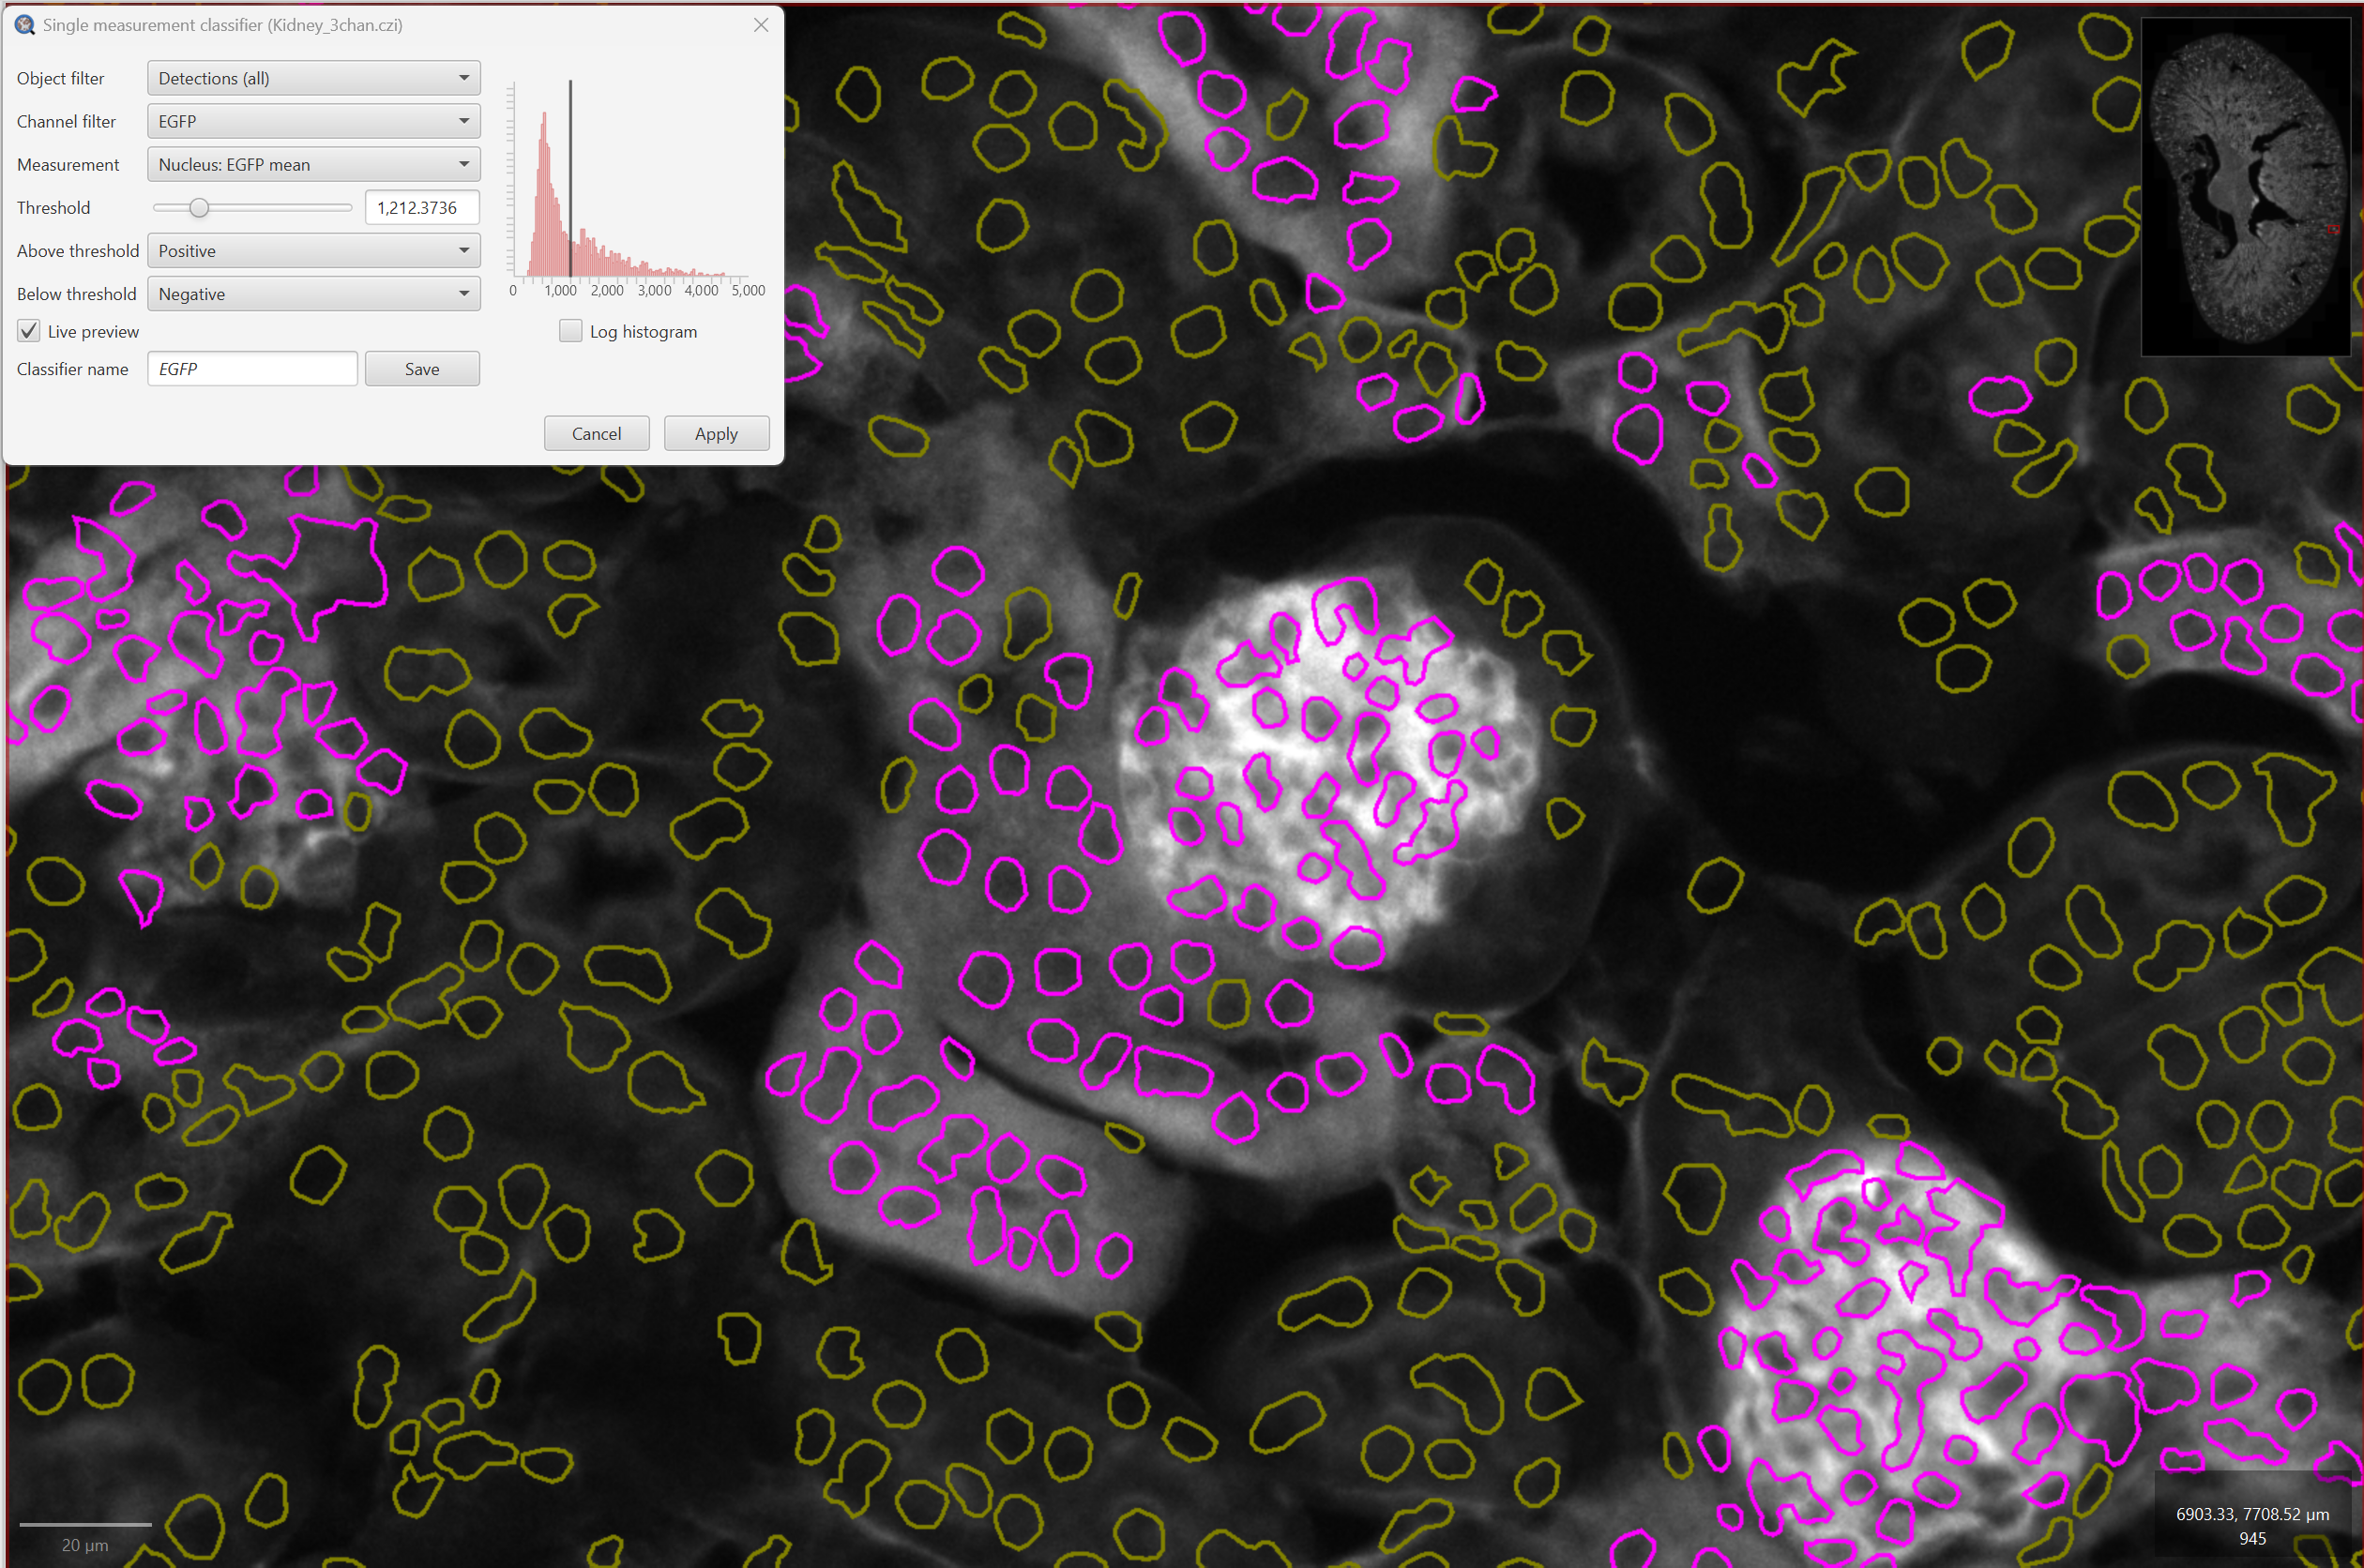 Single measurement classifier (Kidney_3chan.czi)
Object filter Detections (all)
Channel filter EGFP
Measurement Nucleus: EGFP mean
Threshold 1,212.3736
Above threshold Positive
Below threshold Negative
Live preview
Classifier name EGFP Save
0 1,000 2,000 3,000 4,000 5,000
Log histogram
Cancel Apply
20 µm
6903.33, 7708.52 µm
945